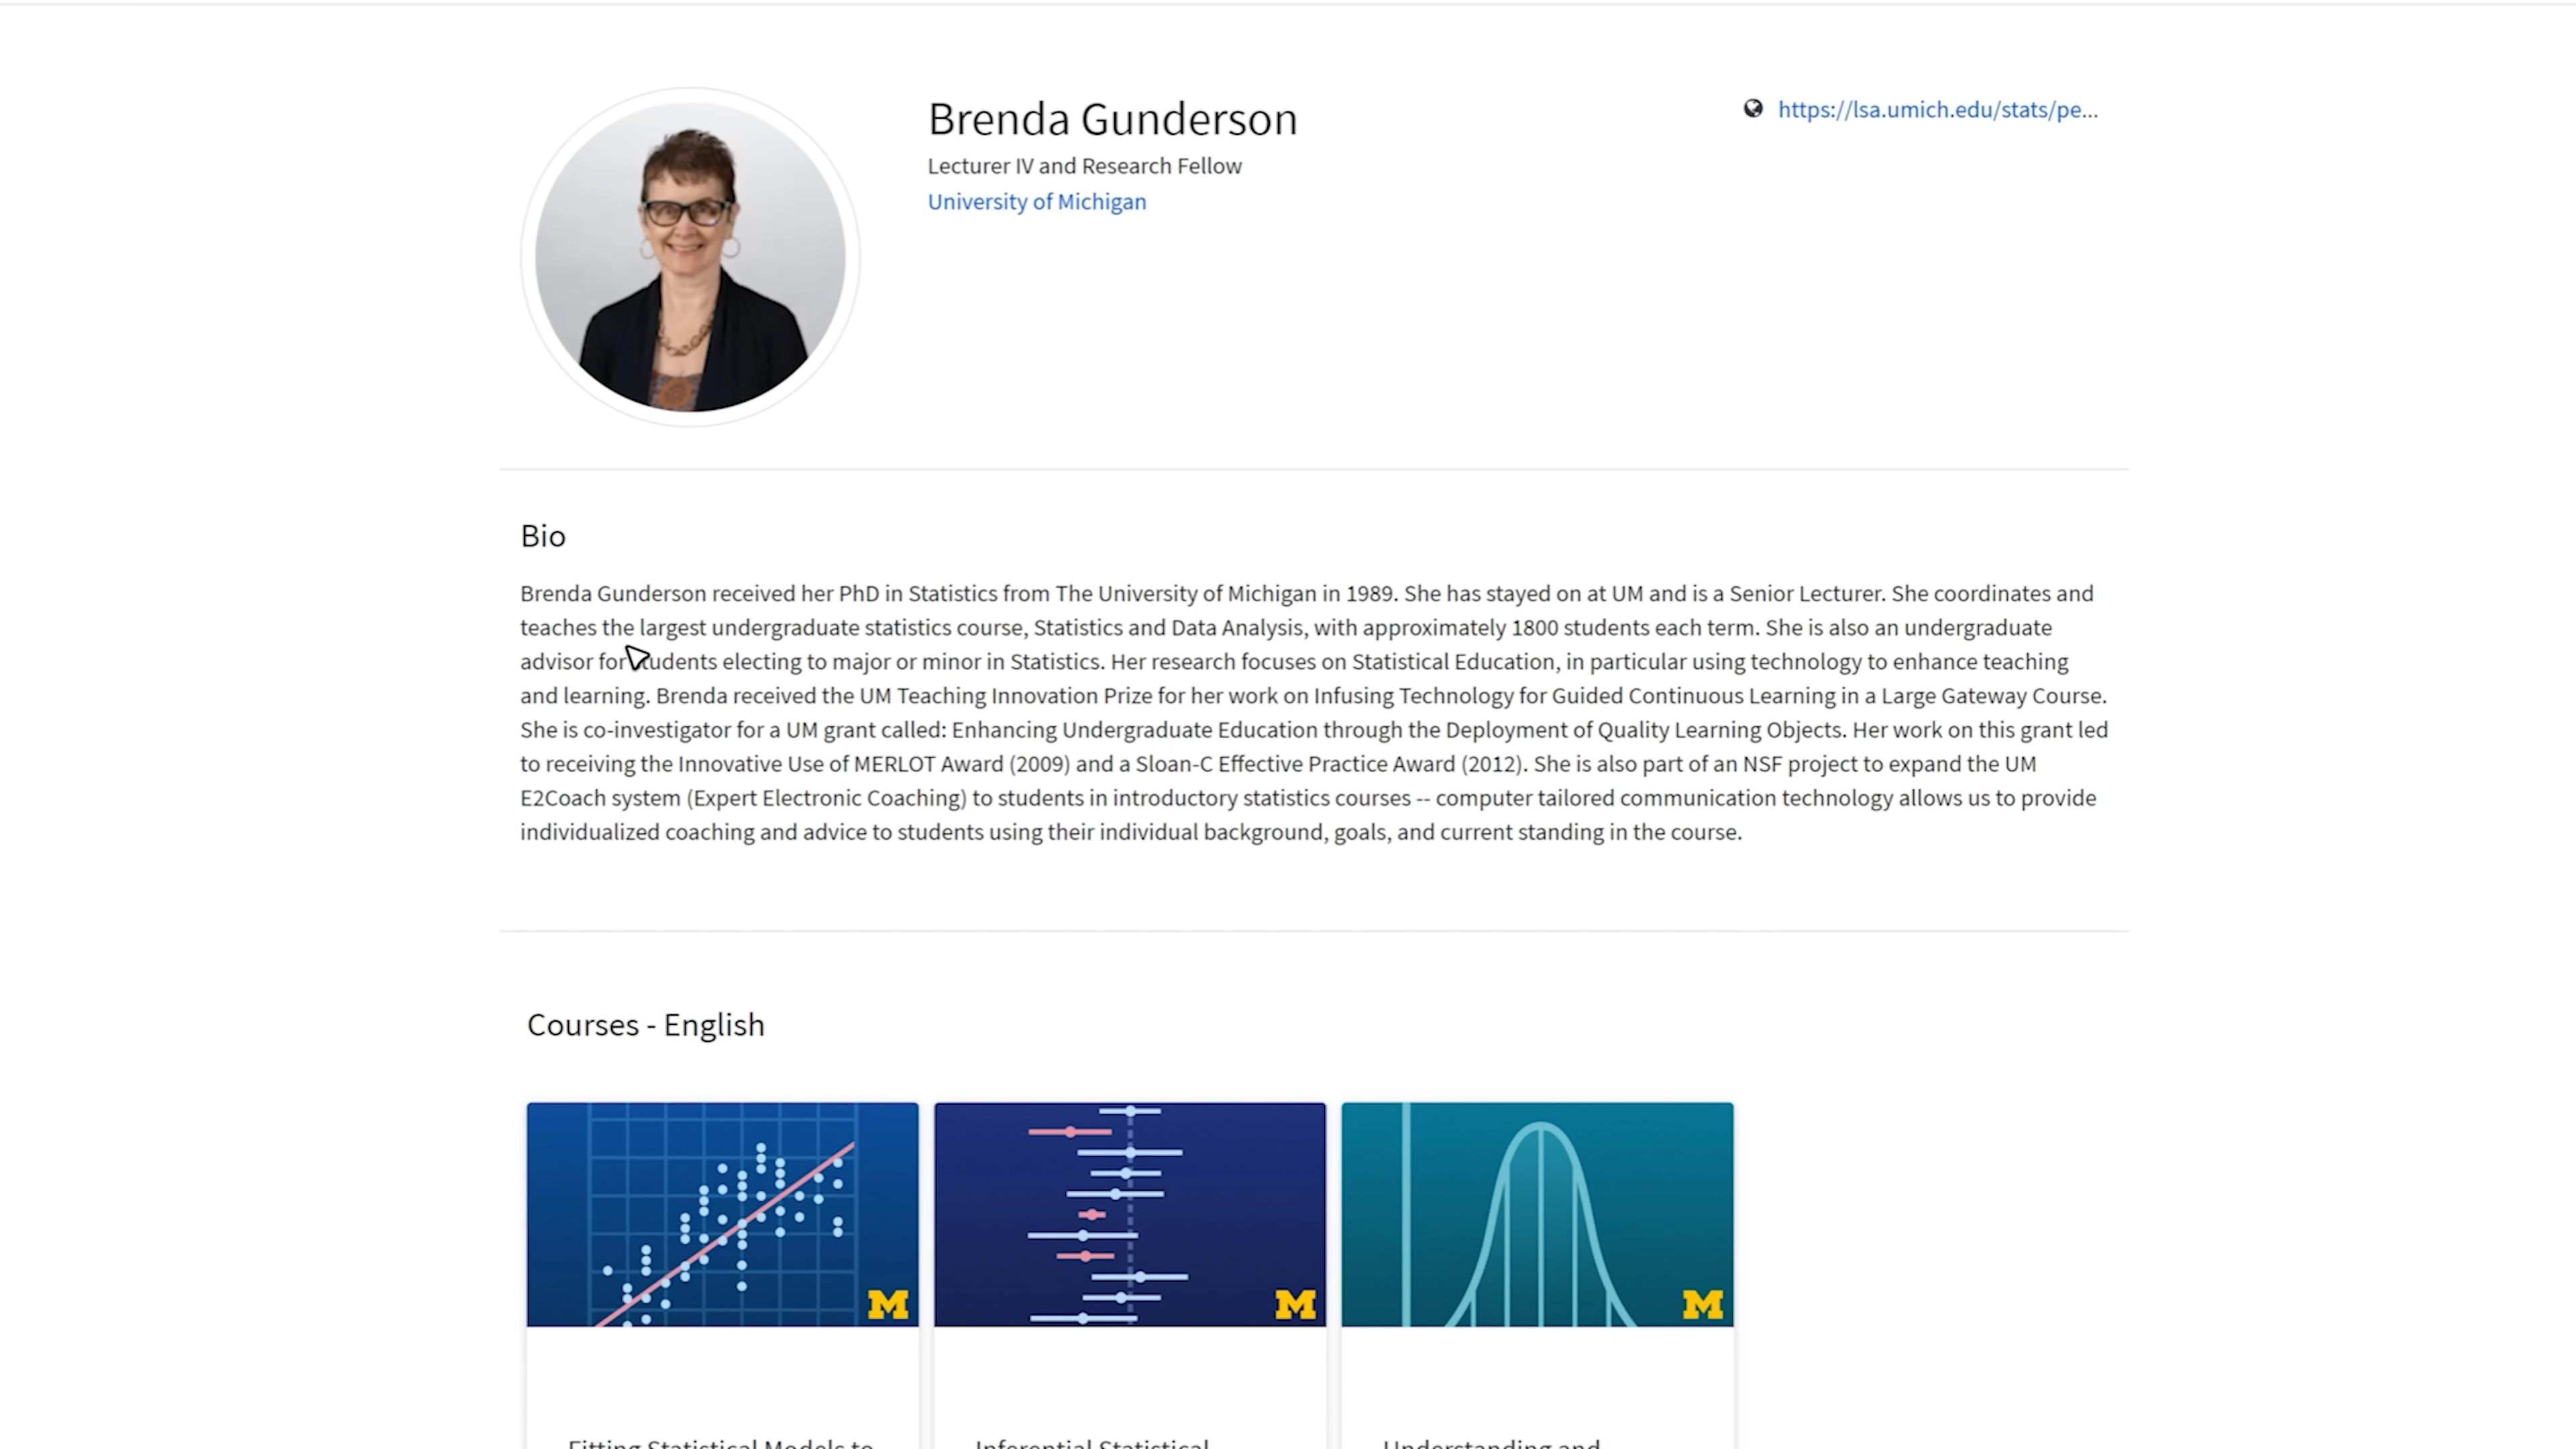 Brenda Gunderson
Lecturer IV and Research Fellow
University of Michigan
https://lsa.umich.edu/stats/pe...
Bio
Brenda Gunderson received her PhD in Statistics from The University of Michigan in 1989. She has stayed on at UM and is a Senior Lecturer. She coordinates and
teaches the largest undergraduate statistics course, Statistics and Data Analysis, with approximately 1800 students each term. She is also an undergraduate
advisor for students electing to major or minor in Statistics. Her research focuses on Statistical Education, in particular using technology to enhance teaching
and learning. Brenda received the UM Teaching Innovation Prize for her work on Infusing Technology for Guided Continuous Learning in a Large Gateway Course.
She is co-investigator for a UM grant called: Enhancing Undergraduate Education through the Deployment of Quality Learning Objects. Her work on this grant led
to receiving the Innovative Use of MERLOT Award (2009) and a Sloan-C Effective Practice Award (2012). She is also part of an NSF project to expand the UM
E2Coach system (Expert Electronic Coaching) to students in introductory statistics courses -- computer tailored communication technology allows us to provide
individualized coaching and advice to students using their individual background, goals, and current standing in the course.
Courses - English
M M M
Fitting Statistical Models to Inferential Statistical Understanding and